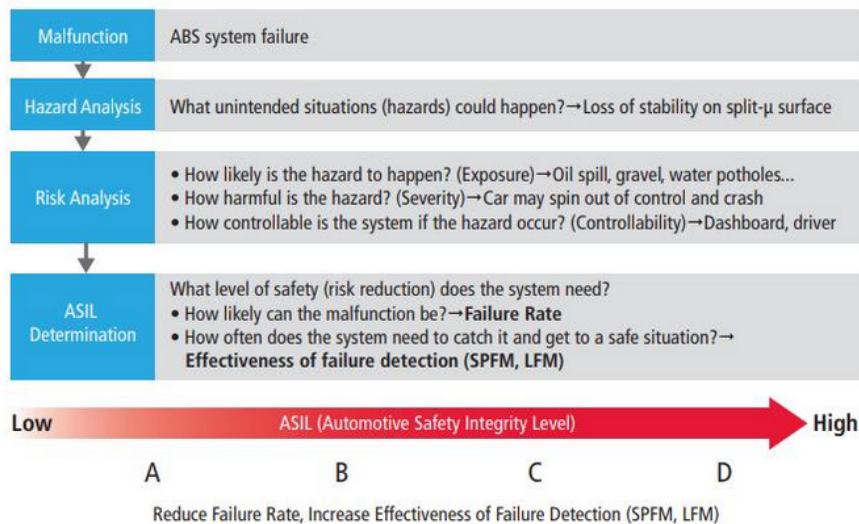 Malfunction
ABS system failure
Hazard Analysis
What unintended situations (hazards) could happen?→Loss of stability on split-μ surface
Risk Analysis
• How likely is the hazard to happen? (Exposure)→Oil spill, gravel, water potholes...
• How harmful is the hazard? (Severity)→Car may spin out of control and crash
• How controllable is the system if the hazard occur? (Controllability)→Dashboard, driver
ASIL
Determination
What level of safety (risk reduction) does the system need?
• How likely can the malfunction be?→Failure Rate
• How often does the system need to catch it and get to a safe situation?→
Effectiveness of failure detection (SPFM, LFM)
Low ASIL (Automotive Safety Integrity Level) High
A B C D
Reduce Failure Rate, Increase Effectiveness of Failure Detection (SPFM, LFM)